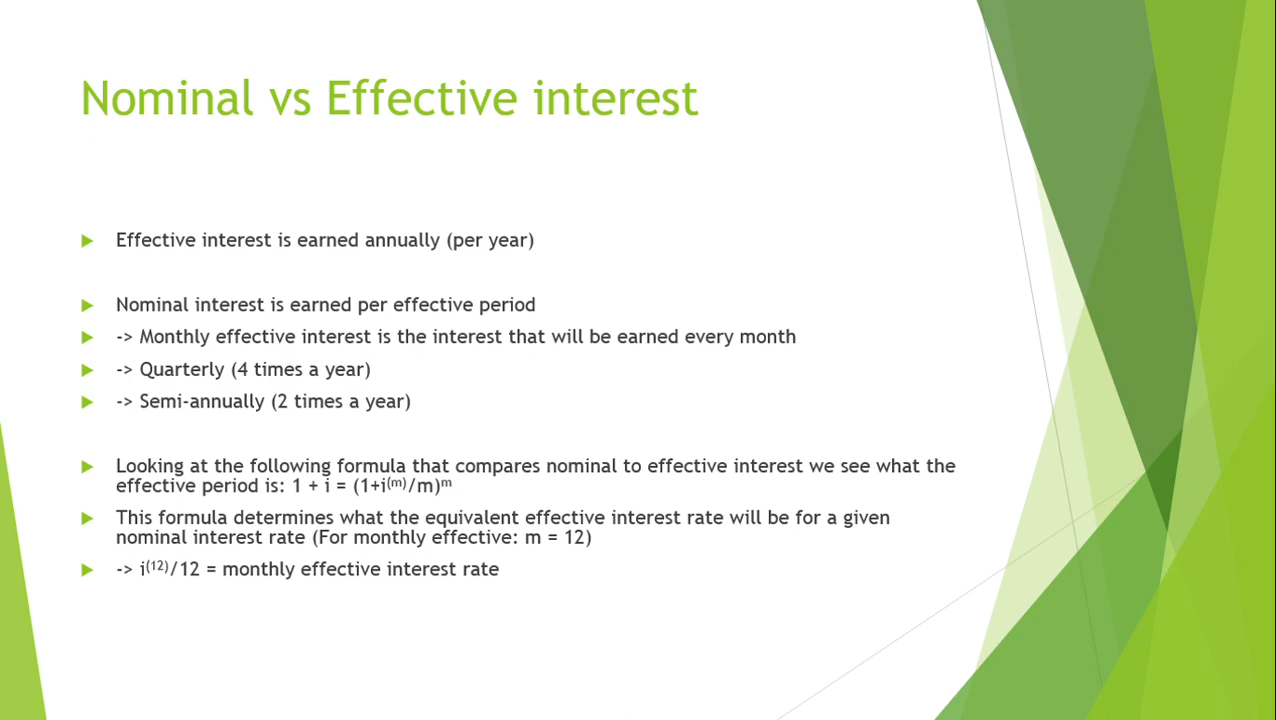 Nominal vs Effective interest
Effective interest is earned annually (per year)
Nominal interest is earned per effective period
-> Monthly effective interest is the interest that will be earned every month
-> Quarterly (4 times a year)
-> Semi-annually (2 times a year)
Looking at the following formula that compares nominal to effective interest we see what the
effective period is: 1 + i = (1+i⁽ᵐ⁾/m)ᵐ
This formula determines what the equivalent effective interest rate will be for a given
nominal interest rate (For monthly effective: m = 12)
-> i⁽¹²⁾/12 = monthly effective interest rate